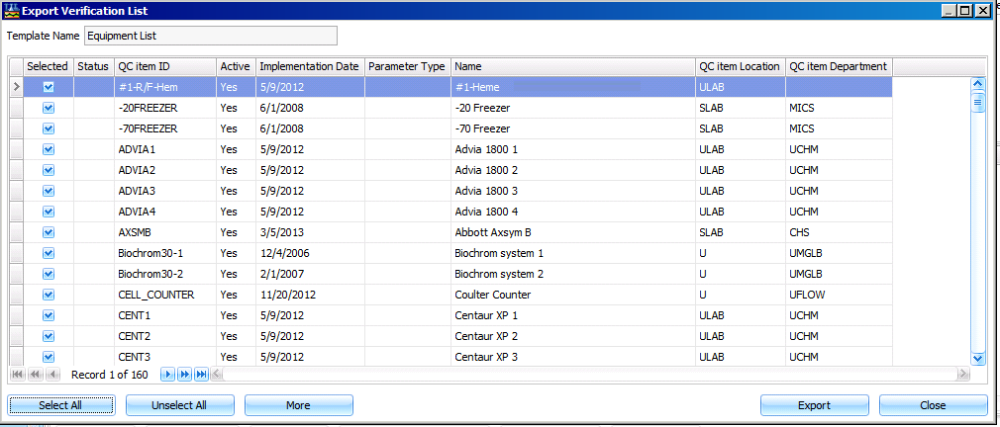 Export Verification List
Template Name Equipment List
Selected Status QC item ID Active Implementation Date Parameter Type Name QC item Location QC item Department
#1-R/F-Hem Yes 5/9/2012 #1-Heme ULAB
-20FREEZER Yes 6/1/2008 -20 Freezer SLAB MICS
-70FREEZER Yes 6/1/2008 -70 Freezer SLAB MICS
ADVIA1 Yes 5/9/2012 Advia 1800 1 ULAB UCHM
ADVIA2 Yes 5/9/2012 Advia 1800 2 ULAB UCHM
ADVIA3 Yes 5/9/2012 Advia 1800 3 ULAB UCHM
ADVIA4 Yes 5/9/2012 Advia 1800 4 ULAB UCHM
AXSMB Yes 3/5/2013 Abbott Axsym B SLAB CHS
Biochrom30-1 Yes 12/4/2006 Biochrom system 1 U UMGLB
Biochrom30-2 Yes 2/1/2007 Biochrom system 2 U UMGLB
CELL_COUNTER Yes 11/20/2012 Coulter Counter U UFLOW
CENT1 Yes 5/9/2012 Centaur XP 1 ULAB UCHM
CENT2 Yes 5/9/2012 Centaur XP 2 ULAB UCHM
CENT3 Yes 5/9/2012 Centaur XP 3 ULAB UCHM
Record 1 of 160
Select All Unselect All More Export Close